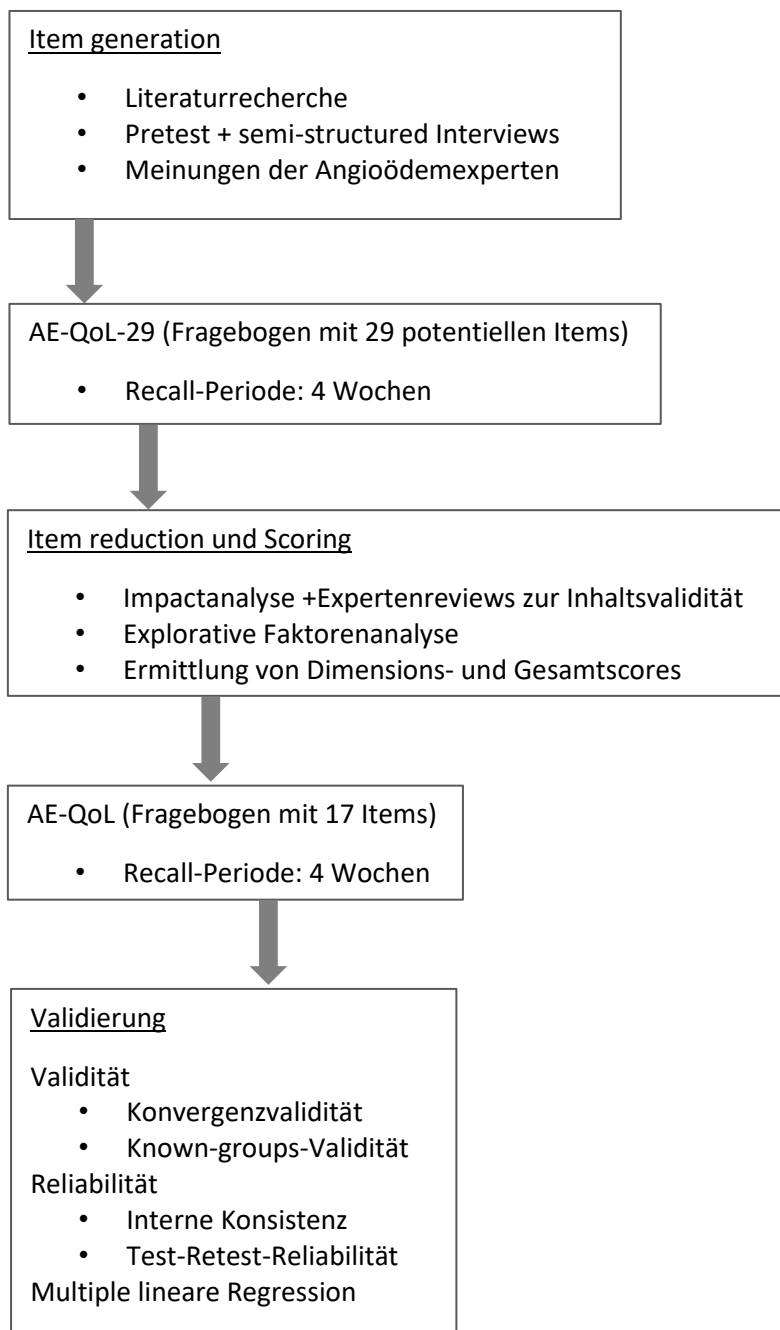 Item generation
• Literaturrecherche
• Pretest + semi-structured Interviews
• Meinungen der Angioödemexperten
AE-QoL-29 (Fragebogen mit 29 potentiellen Items)
• Recall-Periode: 4 Wochen
Item reduction und Scoring
• Impactanalyse +Expertenreviews zur Inhaltsvalidität
• Explorative Faktorenanalyse
• Ermittlung von Dimensions- und Gesamtscores
AE-QoL (Fragebogen mit 17 Items)
• Recall-Periode: 4 Wochen
Validierung
Validität
• Konvergenzvalidität
• Known-groups-Validität
Reliabilität
• Interne Konsistenz
• Test-Retest-Reliabilität
Multiple lineare Regression